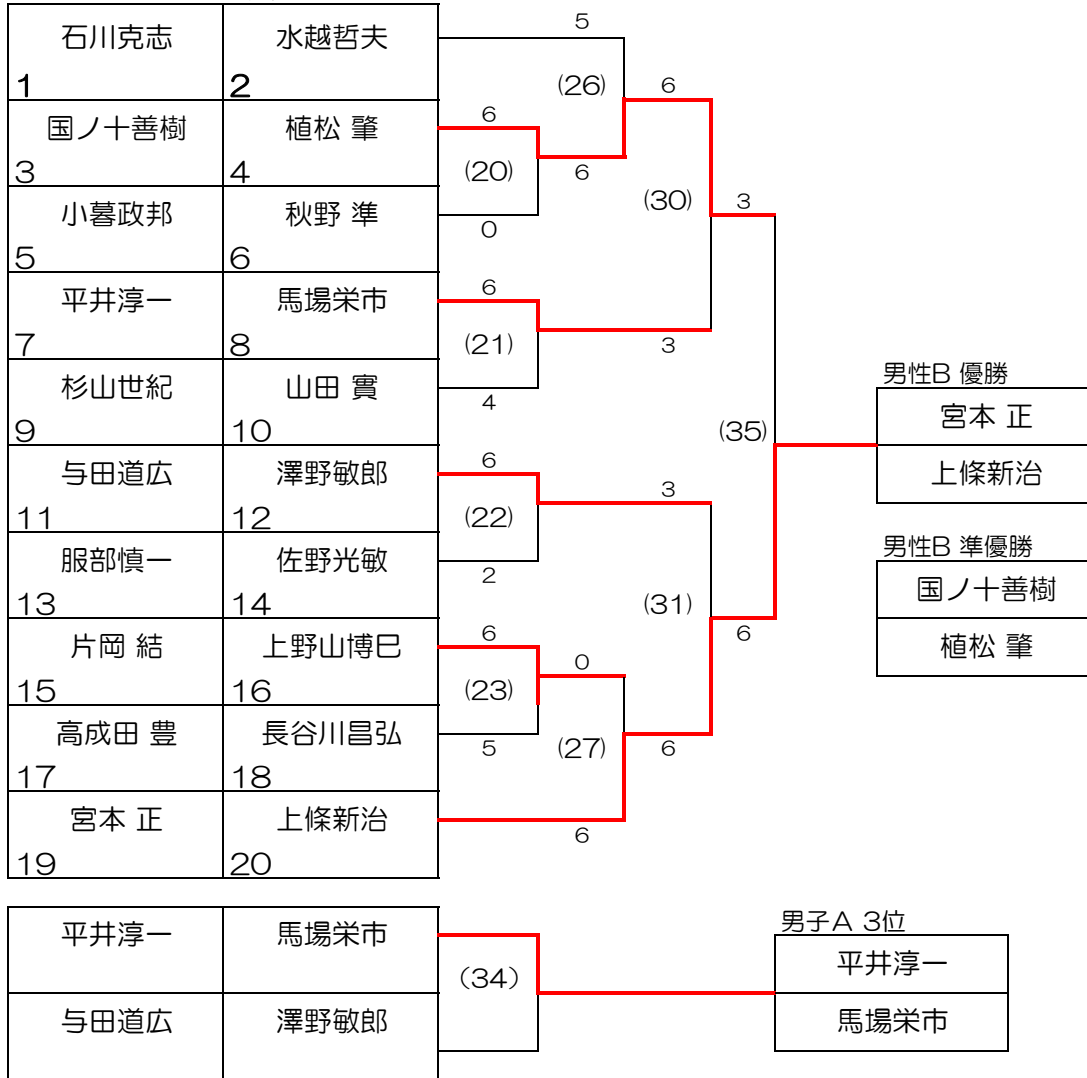 石川克志 水越哲夫
1 2
国ノ十善樹 植松 肇
3 4
小暮政邦 秋野 準
5 6
平井淳一 馬場栄市
7 8
杉山世紀 山田 實
9 10
与田道広 澤野敏郎
11 12
服部慎一 佐野光敏
13 14
片岡 結 上野山博巳
15 16
高成田 豊 長谷川昌弘
17 18
宮本 正 上條新治
19 20
5
(26)
6
6
(20)
6
0
(30)
3
6
(21)
3
4
(35)
6
3
(22)
2
(31)
6
6
0
(23)
5
(27)
6
6
男性B 優勝
宮本 正
上條新治
男性B 準優勝
国ノ十善樹
植松 肇
平井淳一 馬場栄市
(34)
与田道広 澤野敏郎
男子A 3位
平井淳一
馬場栄市